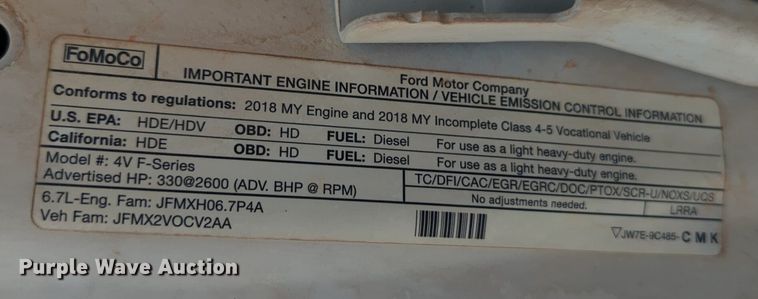 FoMoCo
Ford Motor Company
IMPORTANT ENGINE INFORMATION / VEHICLE EMISSION CONTROL INFORMATION
Conforms to regulations: 2018 MY Engine and 2018 MY Incomplete Class 4-5 Vocational Vehicle
U.S. EPA: HDE/HDV OBD: HD FUEL: Diesel For use as a light heavy-duty engine.
California: HDE OBD: HD FUEL: Diesel For use as a light heavy-duty engine.
Model #: 4V F-Series
Advertised HP: 330@2600 (ADV. BHP @ RPM)
TC/DFI/CAC/EGR/EGRC/DOC/PTOX/SCR-U/NOXS/UQS
No adjustments needed.
LRRA
6.7L-Eng. Fam: JFMXH06.7P4A
Veh Fam: JFMX2VOCV2AA
▽JW7E-9C485- C M K
Purple Wave Auction